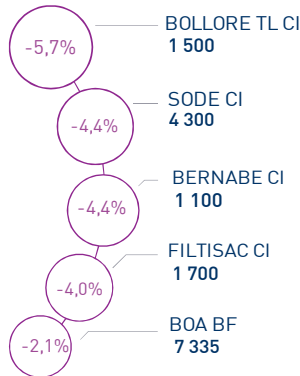 -5,7%
BOLLORE TL CI
1 500
-4,4%
SODE CI
4 300
-4,4%
BERNABE CI
1 100
-4,0%
FILTISAC CI
1 700
-2,1%
BOA BF
7 335